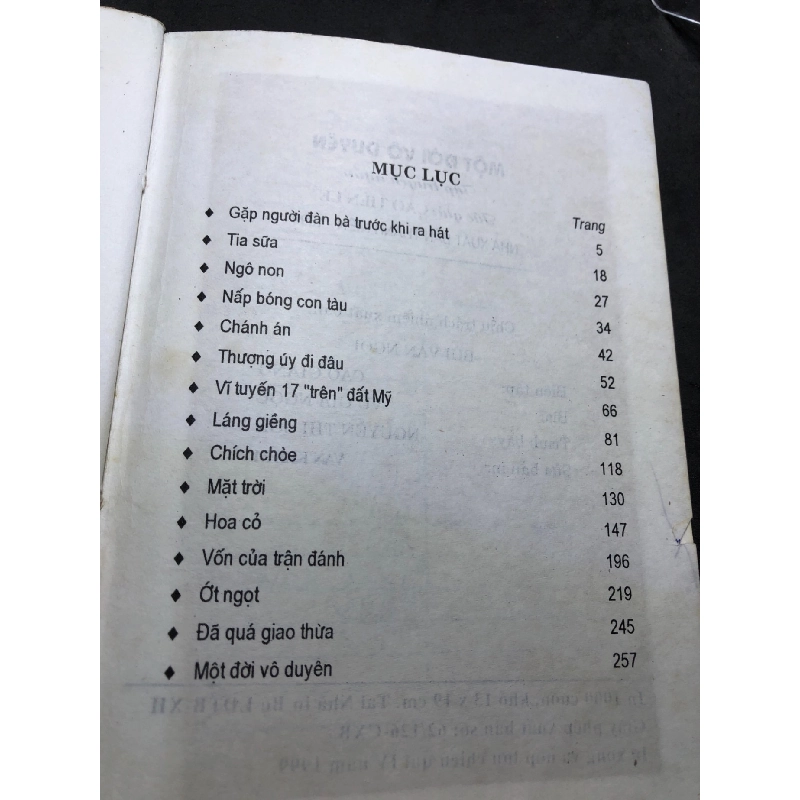 MỤC LỤC
Trang
♦ Gặp người đàn bà trước khi ra hát 5
♦ Tia sữa 18
♦ Ngô non 27
♦ Nấp bóng con tàu 34
♦ Chánh án 42
♦ Thượng úy đi đâu 52
♦ Vĩ tuyến 17 "trên" đất Mỹ 66
♦ Láng giềng 81
♦ Chích chòe 118
♦ Mặt trời 130
♦ Hoa cỏ 147
♦ Vốn của trận đánh 196
♦ Ớt ngọt 219
♦ Đã quá giao thừa 245
♦ Một đời vô duyên 257